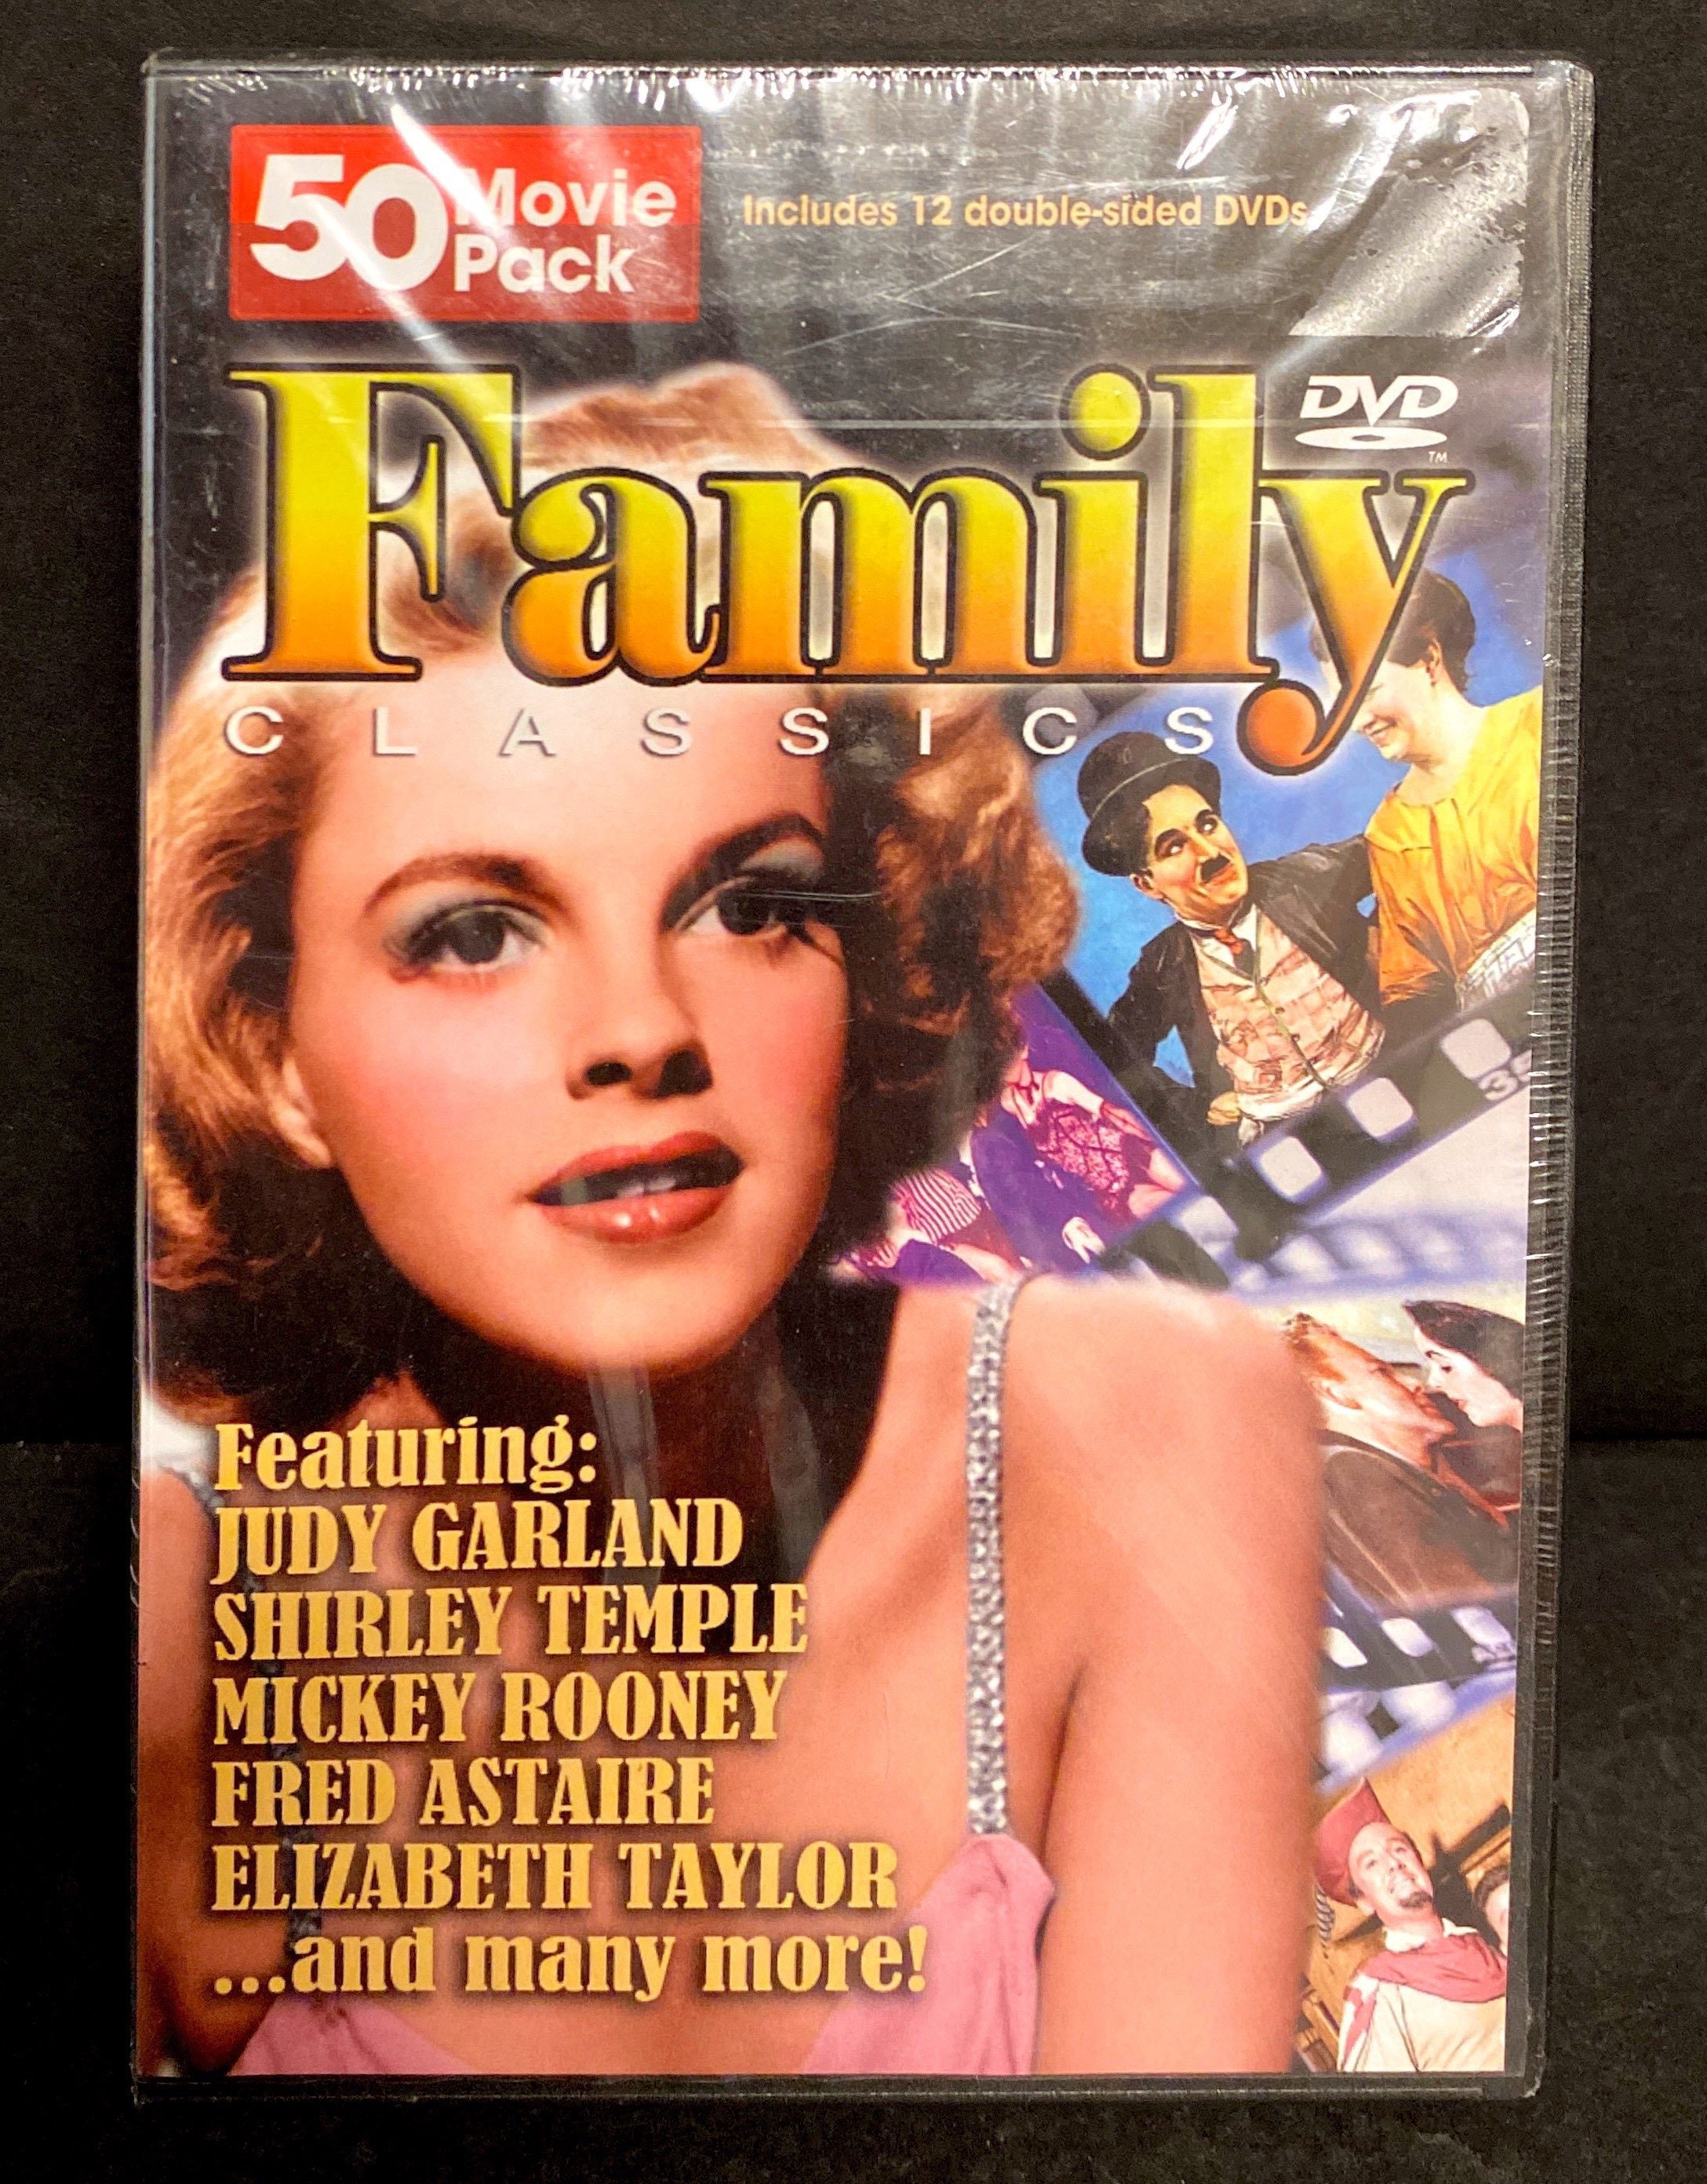 50 Movie
Pack
Includes 12 double-sided DVDs
DVD
TM
Family
CLASSICS
Featuring:
JUDY GARLAND
SHIRLEY TEMPLE
MICKEY ROONEY
FRED ASTAIRE
ELIZABETH TAYLOR
...and many more!